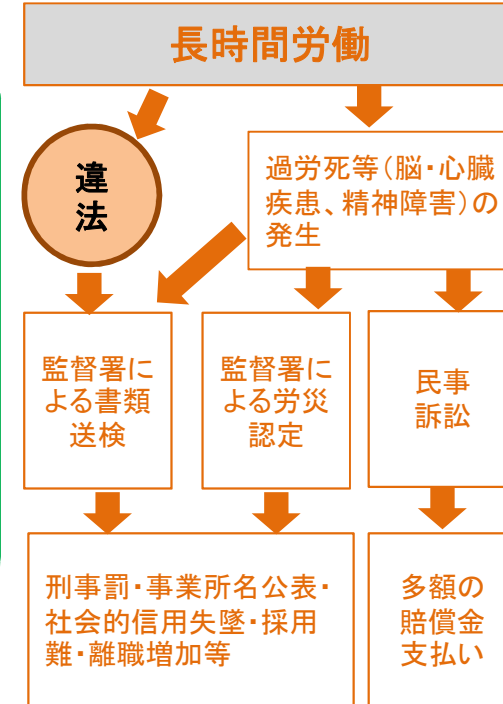 長時間労働
違
法
過労死等(脳・心臓
疾患、精神障害)の
発生
監督署に
よる書類
送検
監督署に
よる労災
認定
民事
訴訟
刑事罰・事業所名公表・
社会的信用失墜・採用
難・離職増加等
多額の
賠償金
支払い